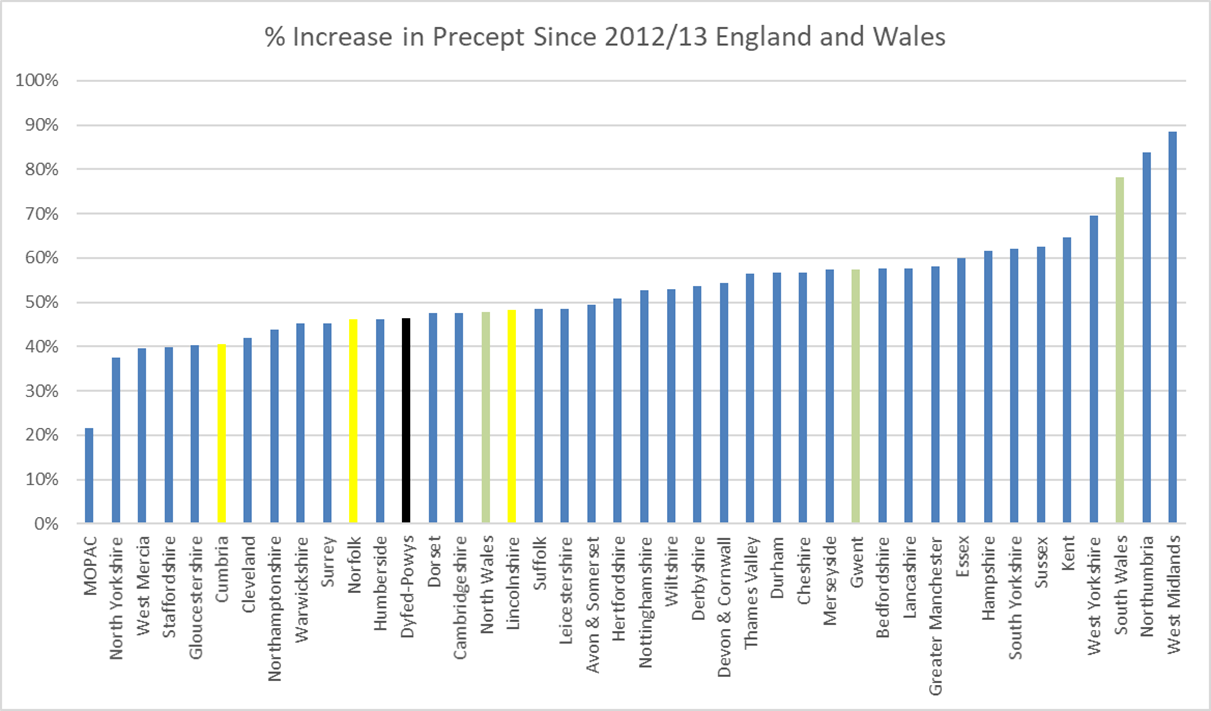 % Increase in Precept Since 2012/13 England and Wales
100%
90%
80%
70%
60%
50%
40%
30%
20%
10%
0%
MOPAC
North Yorkshire
West Mercia
Staffordshire
Gloucestershire
Cumbria
Cleveland
Northamptonshire
Warwickshire
Surrey
Norfolk
Humberside
Dyfed-Powys
Dorset
Cambridgeshire
North Wales
Lincolnshire
Suffolk
Leicestershire
Avon & Somerset
Hertfordshire
Nottinghamshire
Wiltshire
Derbyshire
Devon & Cornwall
Thames Valley
Durham
Cheshire
Merseyside
Gwent
Bedfordshire
Lancashire
Greater Manchester
Essex
Hampshire
South Yorkshire
Sussex
Kent
West Yorkshire
South Wales
Northumbria
West Midlands